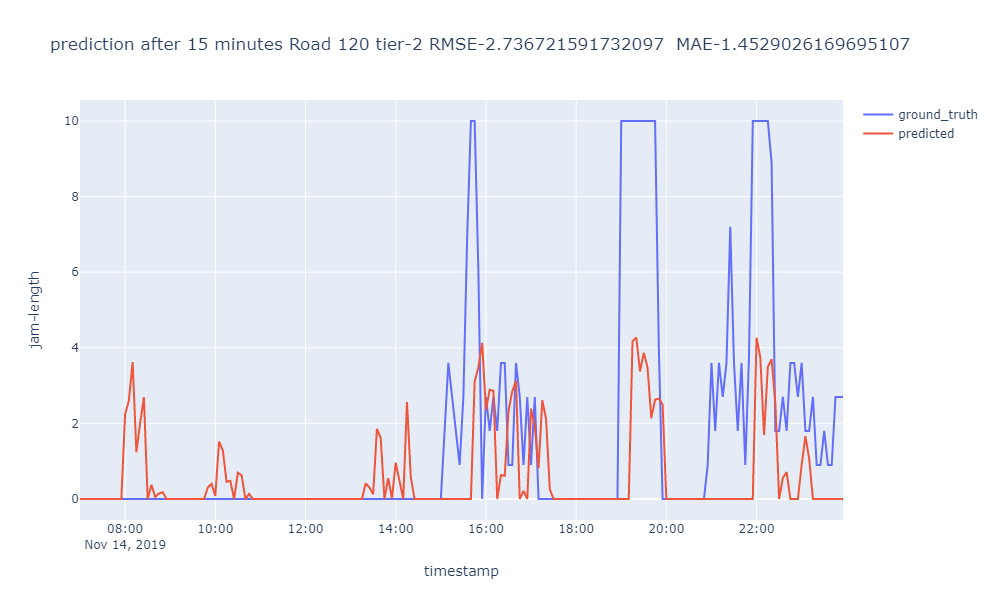 prediction after 15 minutes Road 120 tier-2 RMSE-2.736721591732097  MAE-1.4529026169695107
ground_truth
predicted
10
8
6
4
2
0
jam-length
08:00 10:00 12:00 14:00 16:00 18:00 20:00 22:00
Nov 14, 2019
timestamp